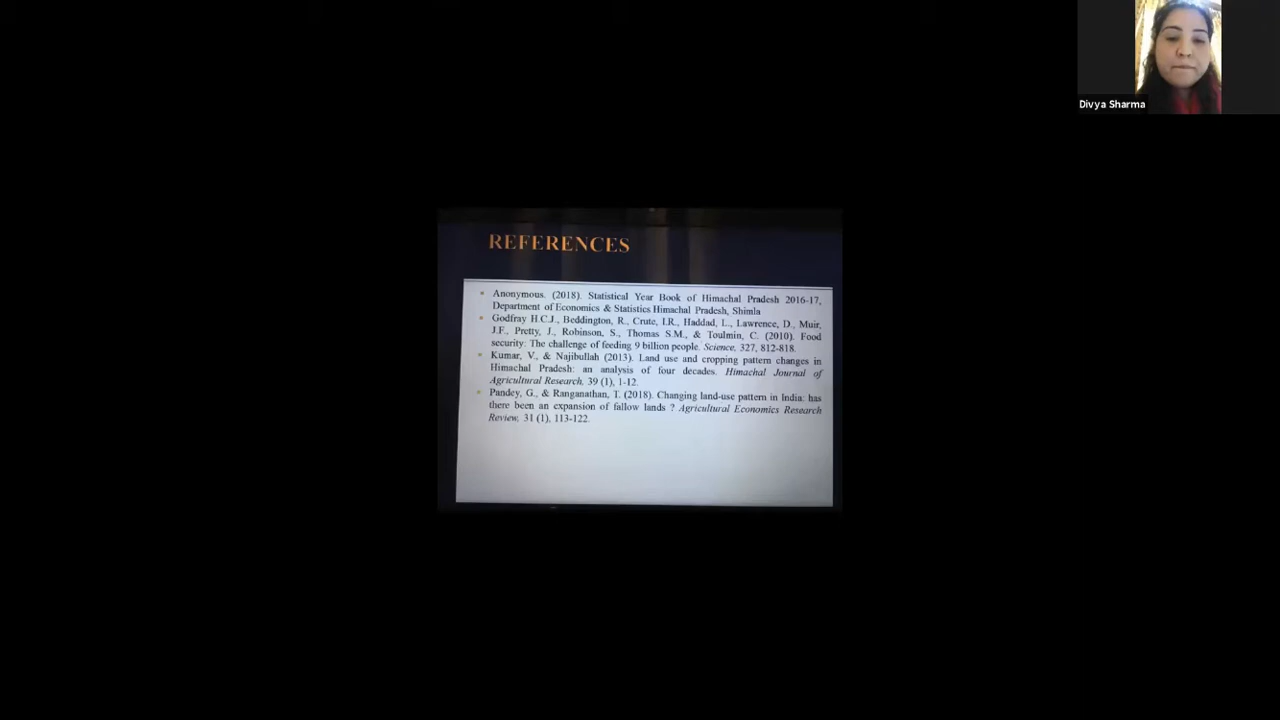 Divya Sharma
REFERENCES
Anonymous. (2018). Statistical Year Book of Himachal Pradesh 2016-17,
Department of Economics & Statistics Himachal Pradesh, Shimla
Godfray H.C.J., Beddington, R., Crute, I.R., Haddad, L., Lawrence, D., Muir,
J.F., Pretty, J., Robinson, S., Thomas S.M., & Toulmin, C. (2010). Food
security: The challenge of feeding 9 billion people. Science, 327, 812-818.
Kumar, V., & Najibullah (2013). Land use and cropping pattern changes in
Himachal Pradesh: an analysis of four decades. Himachal Journal of
Agricultural Research, 39 (1), 1-12.
Pandey, G., & Ranganathan, T. (2018). Changing land-use pattern in India: has
there been an expansion of fallow lands ? Agricultural Economics Research
Review, 31 (1), 113-122.